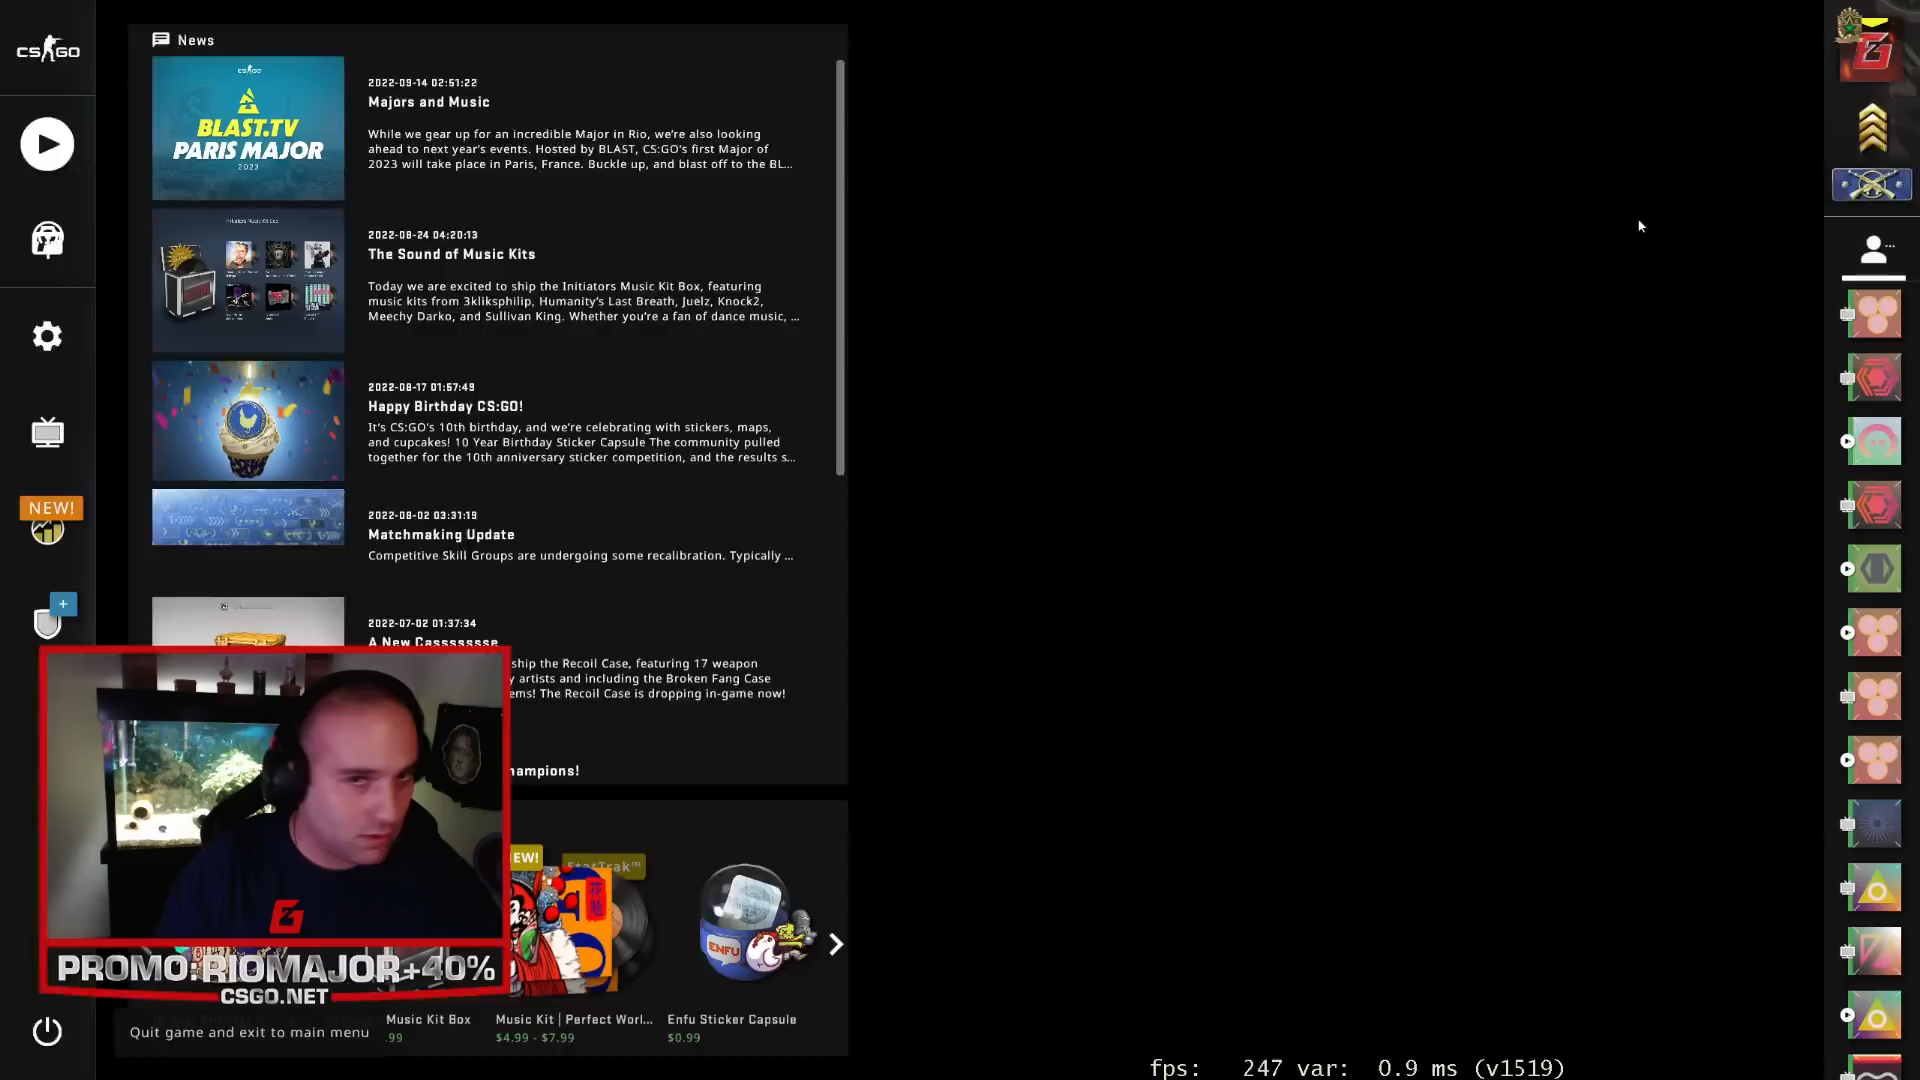 CS GO
News
CS GO
BLAST.TV
PARIS MAJOR
2023
2022-09-14 02:51:22
Majors and Music
While we gear up for an incredible Major in Rio, we're also looking
ahead to next year's events. Hosted by BLAST, CS:GO's first Major of
2023 will take place in Paris, France. Buckle up, and blast off to the BL...
2022-08-24 04:20:13
The Sound of Music Kits
Today we are excited to ship the Initiators Music Kit Box, featuring
music kits from 3kliksphilip, Humanity's Last Breath, Juelz, Knock2,
Meechy Darko, and Sullivan King. Whether you're a fan of dance music, ...
2022-08-17 01:57:49
Happy Birthday CS:GO!
It's CS:GO's 10th birthday, and we're celebrating with stickers, maps,
and cupcakes! 10 Year Birthday Sticker Capsule The community pulled
together for the 10th anniversary sticker competition, and the results s...
2022-08-02 03:31:19
Matchmaking Update
Competitive Skill Groups are undergoing some recalibration. Typically ...
NEW!
+
2022-07-02 01:37:34
A New Cassssssse
ship the Recoil Case, featuring 17 weapon
y artists and including the Broken Fang Case
ems! The Recoil Case is dropping in-game now!
hampions!
EW!
StatTrak™
ENFU
PROMO:RIOMAJOR+40%
CSGO.NET
Quit game and exit to main menu
Music Kit Box
.99
Music Kit | Perfect Worl...
$4.99 - $7.99
Enfu Sticker Capsule
$0.99
fps: 247 var: 0.9 ms (v1519)